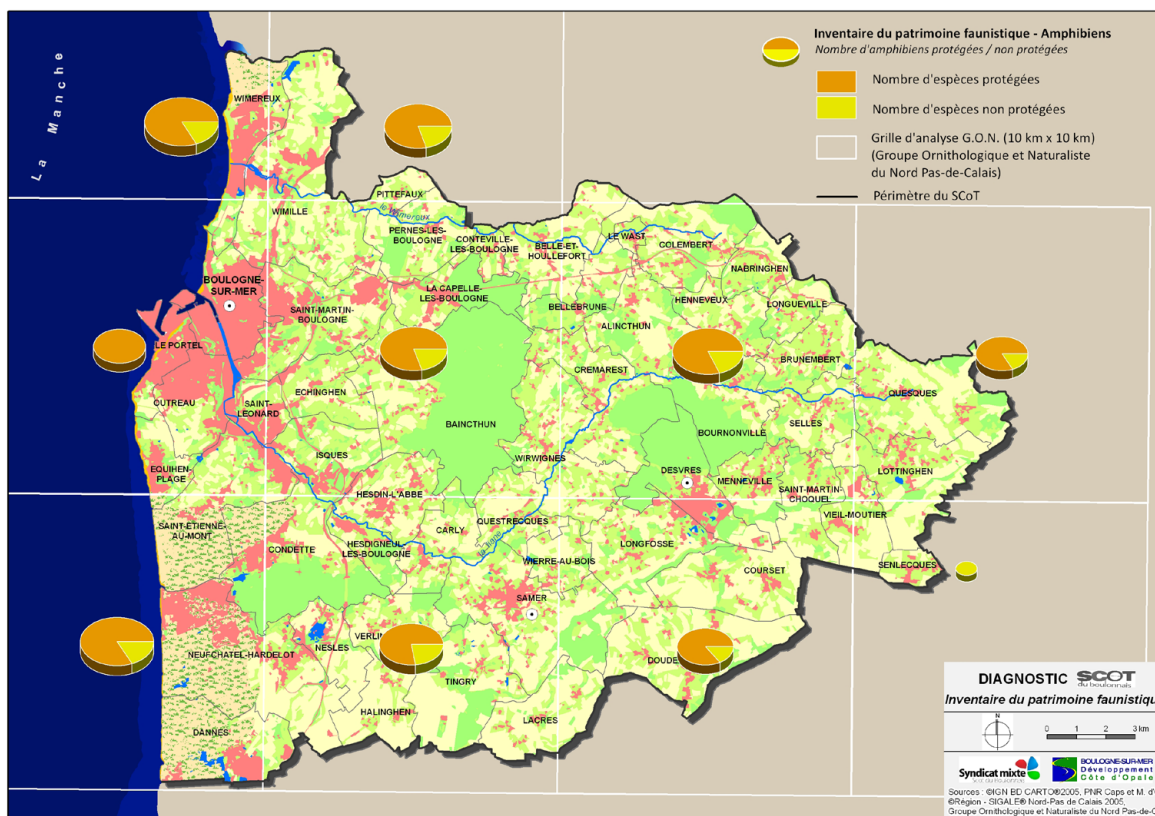 La Manche
Inventaire du patrimoine faunistique - Amphibiens
Nombre d'amphibiens protégées / non protégées
Nombre d'espèces protégées
Nombre d'espèces non protégées
Grille d'analyse G.O.N. (10 km x 10 km)
(Groupe Ornithologique et Naturaliste
du Nord Pas-de-Calais)
Périmètre du SCoT
WIMEREUX
PITTEFAUX
le Wimereux
WIMILLE
PERNES-LES-
BOULOGNE
CONTEVILLE-
LES-BOULOGNE
BELLE-ET-
HOULLEFORT
LE WAST
COLEMBERT
NABRINGHEN
BOULOGNE-
SUR-MER
LA CAPELLE-
LES-BOULOGNE
SAINT-MARTIN-
BOULOGNE
BELLEBRUNE
HENNEVEUX
LONGUEVILLE
ALINCTHUN
LE PORTEL
CREMAREST
BRUNEMBERT
OUTREAU
SAINT-
LEONARD
ECHINGHEN
QUESQUES
BAINCTHUN
BOURNONVILLE
SELLES
ISQUES
WIRWIGNES
EQUIHEN-
PLAGE
DESVRES
MENNEVILLE
LOTTINGHEN
HESDIN-L'ABBE
SAINT-MARTIN-
CHOQUEL
VIEIL-MOUTIER
SAINT-ETIENNE-
AU-MONT
CARLY
QUESTRECQUES
la Liane
CONDETTE
HESDIGNEUL-
LES-BOULOGNE
LONGFOSSE
WIERRE-AU-BOIS
COURSET
SENLECQUES
SAMER
NEUFCHATEL-HARDELOT
NESLES
VERLIN
DOUDE
TINGRY
HALINGHEN
LACRES
DANNES
DIAGNOSTIC SCOT
du boulonnais
Inventaire du patrimoine faunistiqu
N
0 1 2 3 km
Syndicat mixte
BOULOGNE-SUR-MER
Développement
Côte d'Opale
Sources : ©IGN BD CARTO®2005, PNR Caps et M. d'
©Région - SIGALE® Nord-Pas de Calais 2005,
Groupe Ornithologique et Naturaliste du Nord Pas-de-C